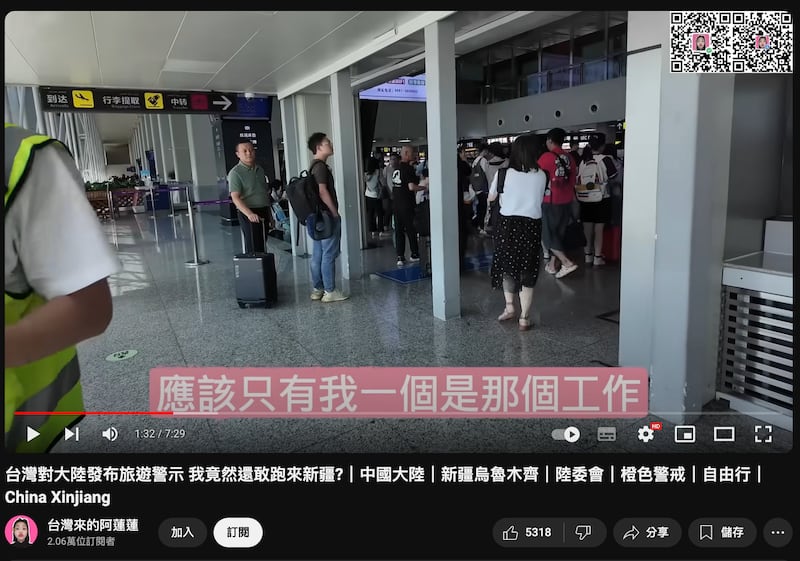 到达
行李提取
中转
應該只有我一個是那個工作
1:32 / 7:29
HD
台灣對大陸發布旅遊警示 我竟然還敢跑來新疆?｜中國大陸｜新疆烏魯木齊｜陸委會｜橙色警戒｜自由行｜
China Xinjiang
台灣來的阿蓮蓮
2.06萬位訂閱者
加入
訂閱
5318
分享
儲存